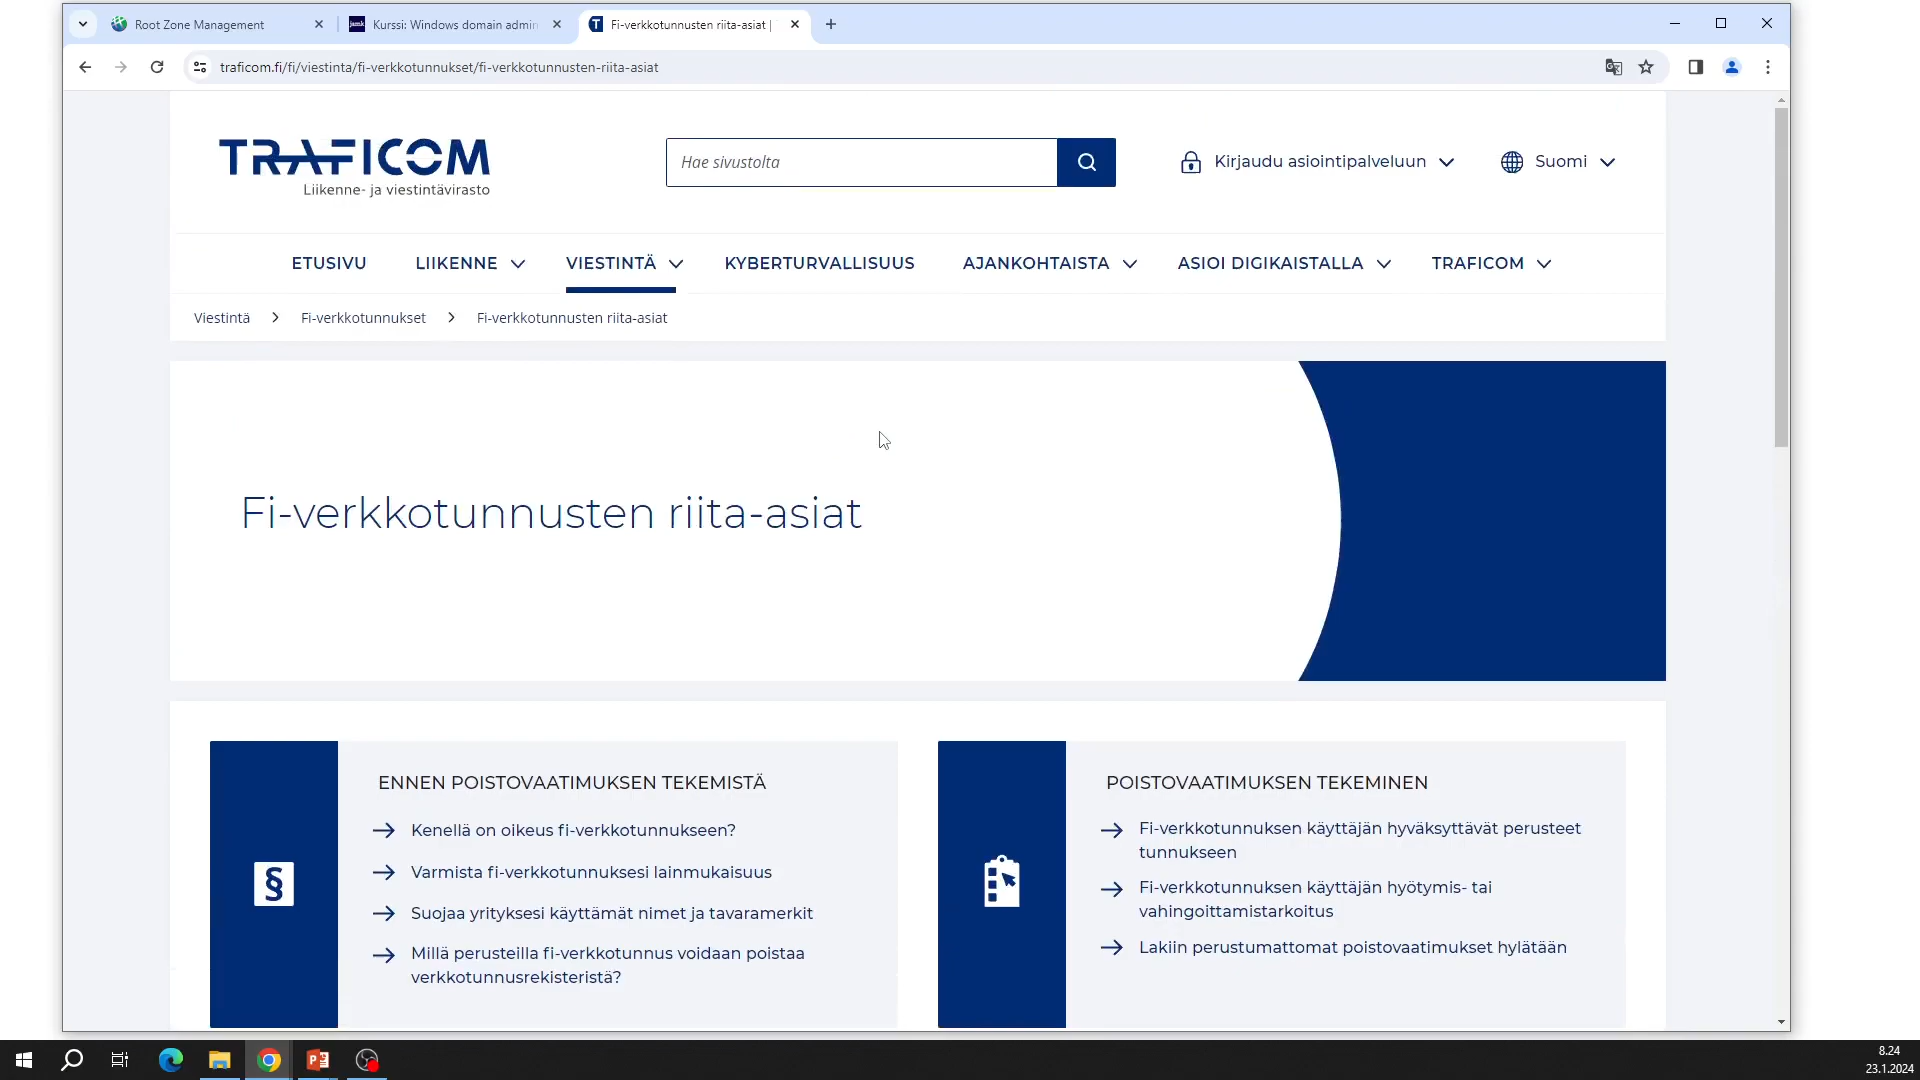 Root Zone Management
Kurssi: Windows domain admin
Fi-verkkotunnusten riita-asiat |
traficom.fi/fi/viestinta/fi-verkkotunnukset/fi-verkkotunnusten-riita-asiat
TRAFICOM
Liikenne- ja viestintävirasto
Hae sivustolta
Kirjaudu asiointipalveluun
Suomi
ETUSIVU
LIIKENNE
VIESTINTÄ
KYBERTURVALLISUUS
AJANKOHTAISTA
ASIOI DIGIKAISTALLA
TRAFICOM
Viestintä
Fi-verkkotunnukset
Fi-verkkotunnusten riita-asiat
Fi-verkkotunnusten riita-asiat
§
ENNEN POISTOVAATIMUKSEN TEKEMISTÄ
Kenellä on oikeus fi-verkkotunnukseen?
Varmista fi-verkkotunnuksesi lainmukaisuus
Suojaa yrityksesi käyttämät nimet ja tavaramerkit
Millä perusteilla fi-verkkotunnus voidaan poistaa
verkkotunnusrekisteristä?
POISTOVAATIMUKSEN TEKEMINEN
Fi-verkkotunnuksen käyttäjän hyväksyttävät perusteet
tunnukseen
Fi-verkkotunnuksen käyttäjän hyötymis- tai
vahingoittamistarkoitus
Lakiin perustumattomat poistovaatimukset hylätään
8.24
23.1.2024